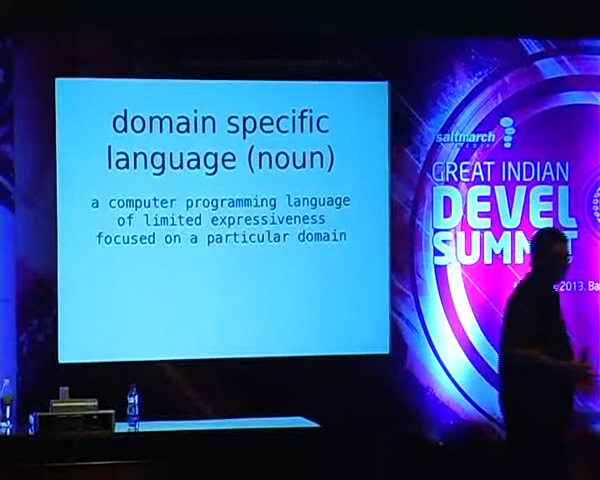 domain specific
language (noun)
a computer programming language
of limited expressiveness
focused on a particular domain
saltmarch
MEDIA
GREAT INDIAN
DEVEL
SUMM
2013. Ba